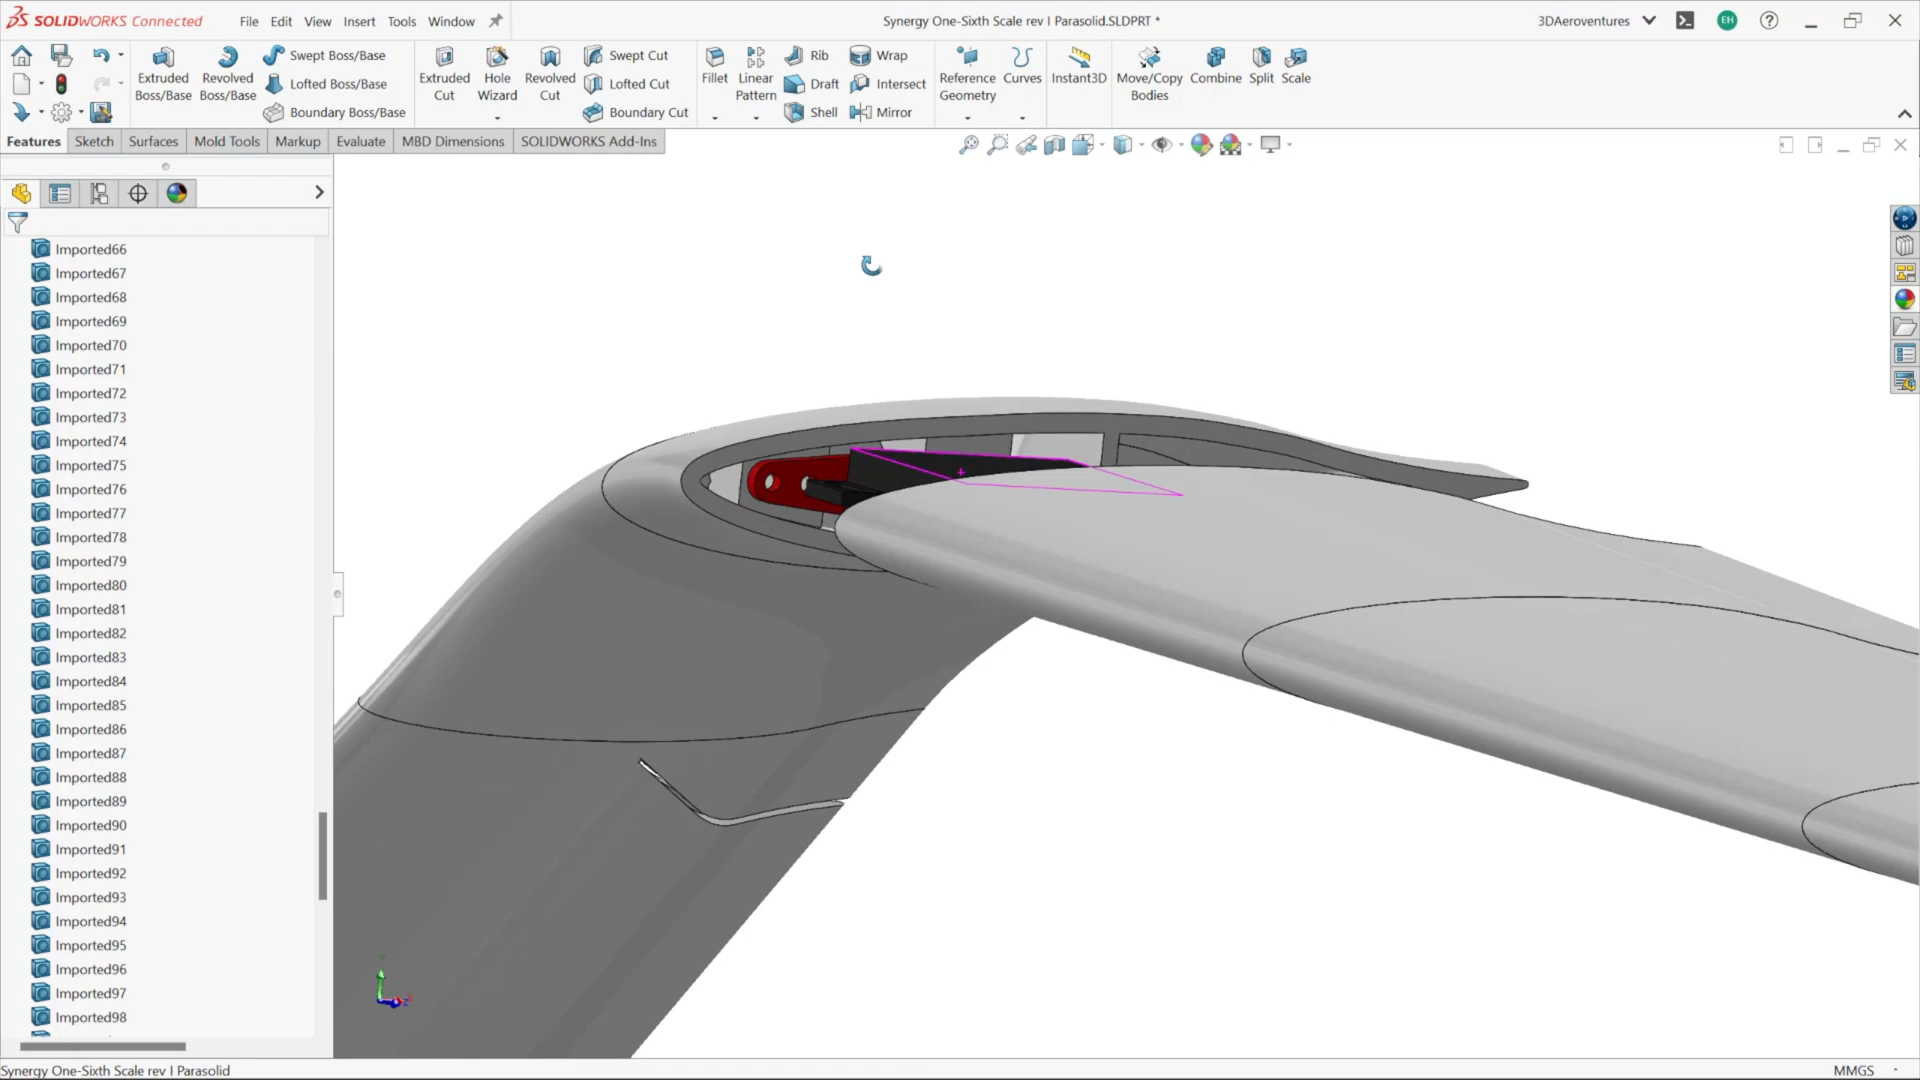 SOLIDWORKS Connected
File Edit View Insert Tools Window
Synergy One-Sixth Scale rev I Parasolid.SLDPRT *
3DAeroventures
EH
Extruded Boss/Base
Revolved Boss/Base
Swept Boss/Base
Lofted Boss/Base
Boundary Boss/Base
Extruded Cut
Hole Wizard
Revolved Cut
Swept Cut
Lofted Cut
Boundary Cut
Fillet
Linear Pattern
Rib
Draft
Shell
Wrap
Intersect
Mirror
Reference Geometry
Curves
Instant3D
Move/Copy Bodies
Combine
Split
Scale
Features Sketch Surfaces Mold Tools Markup Evaluate MBD Dimensions SOLIDWORKS Add-Ins
Imported66
Imported67
Imported68
Imported69
Imported70
Imported71
Imported72
Imported73
Imported74
Imported75
Imported76
Imported77
Imported78
Imported79
Imported80
Imported81
Imported82
Imported83
Imported84
Imported85
Imported86
Imported87
Imported88
Imported89
Imported90
Imported91
Imported92
Imported93
Imported94
Imported95
Imported96
Imported97
Imported98
Synergy One-Sixth Scale rev I Parasolid
MMGS